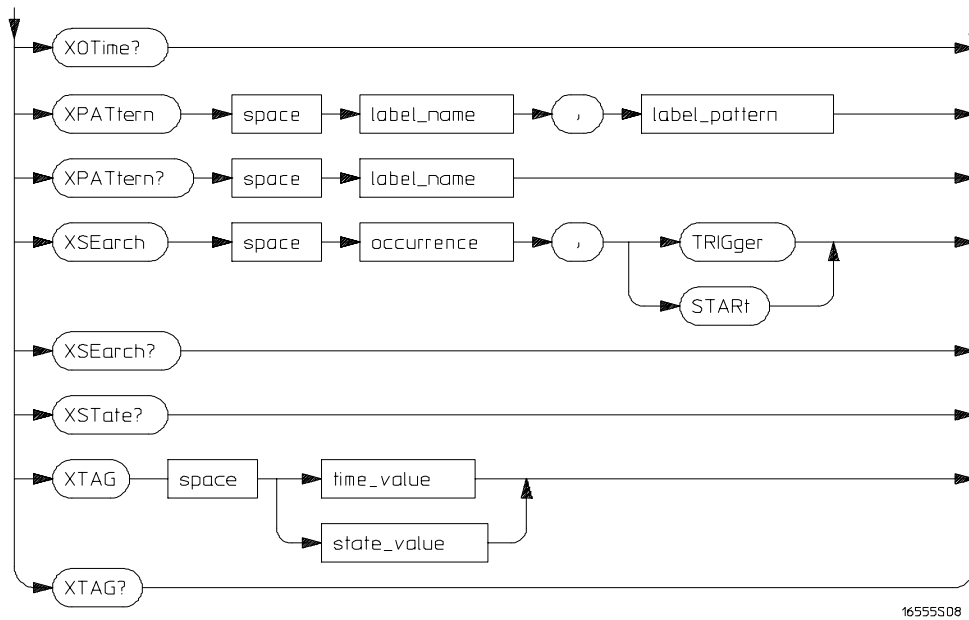 XOTime?
XPATtern space label_name , label_pattern
XPATtern? space label_name
XSEarch space occurrence , TRIGger
STARt
XSEarch?
XSTate?
XTAG space time_value
state_value
XTAG?
16555S08